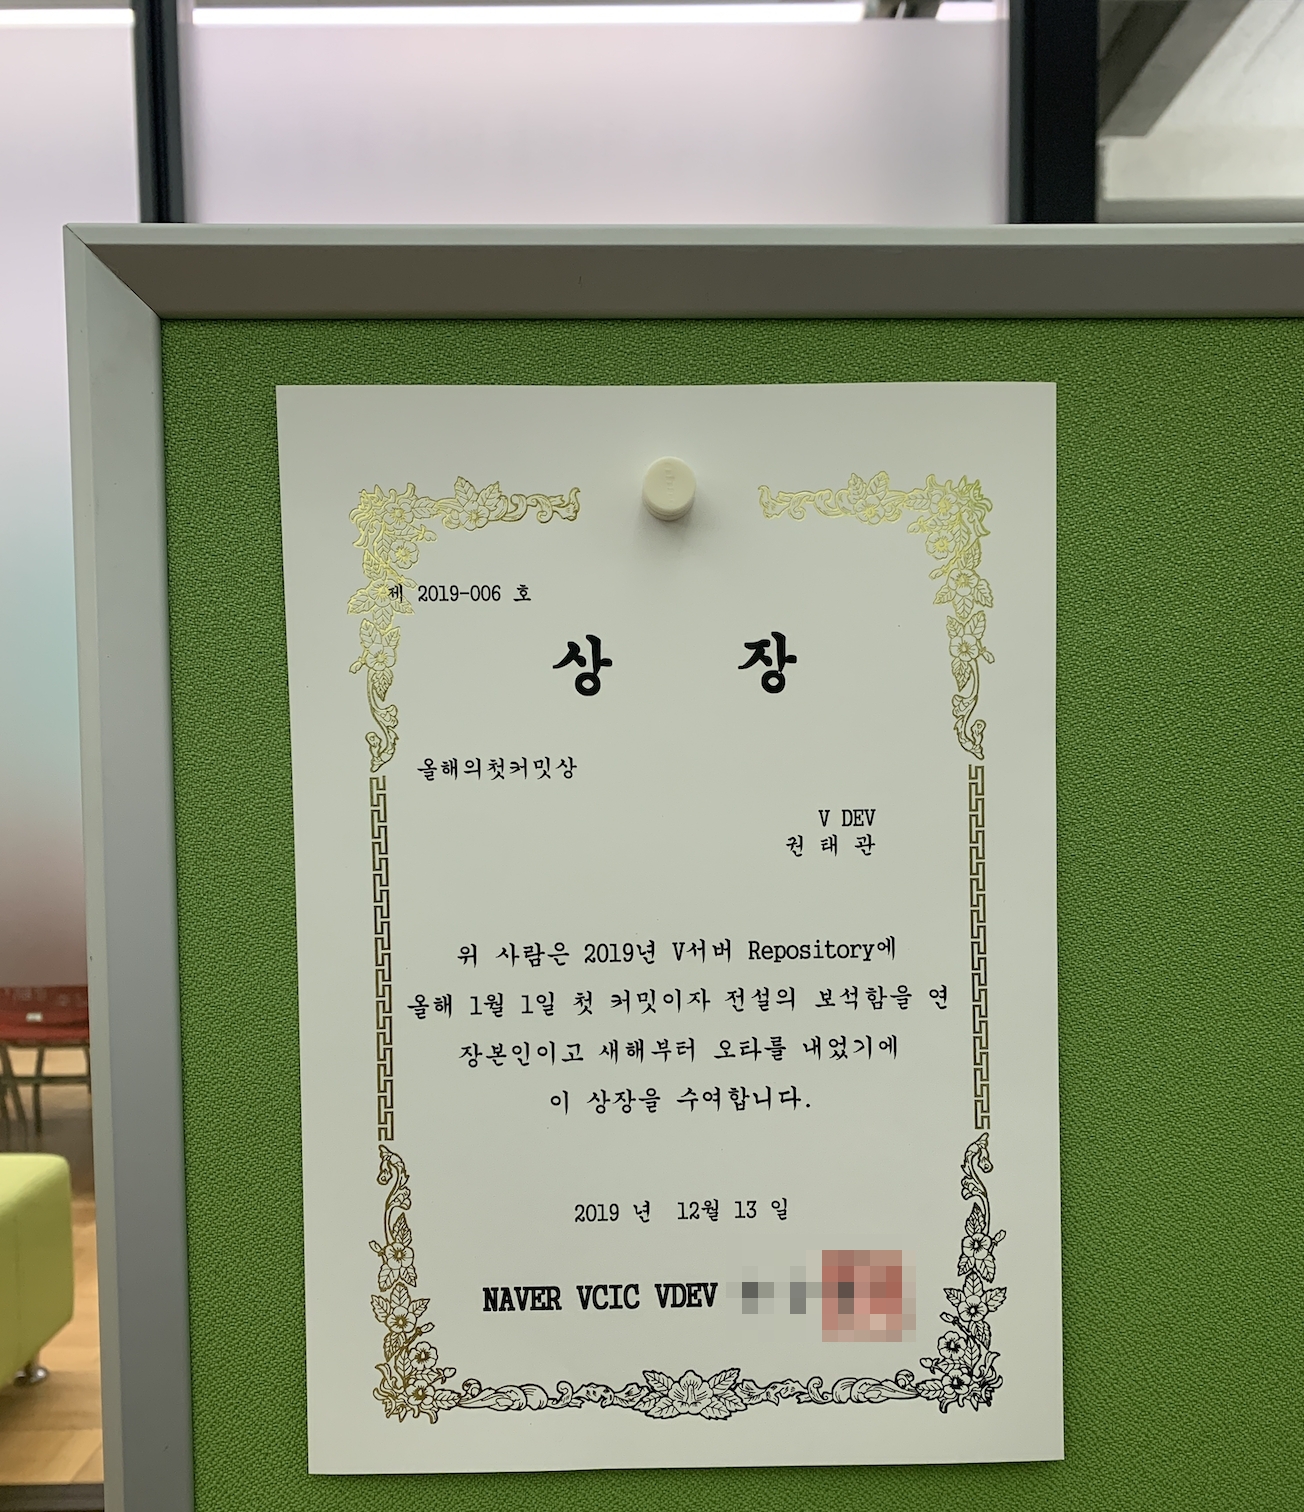 제 2019-006 호
상 장
올해의첫커밋상
V DEV
권 태 관
위 사람은 2019년 V서버 Repository에
올해 1월 1일 첫 커밋이자 전설의 보석함을 연
장본인이고 새해부터 오타를 내었기에
이 상장을 수여합니다.
2019 년 12월 13 일
NAVER VCIC VDEV